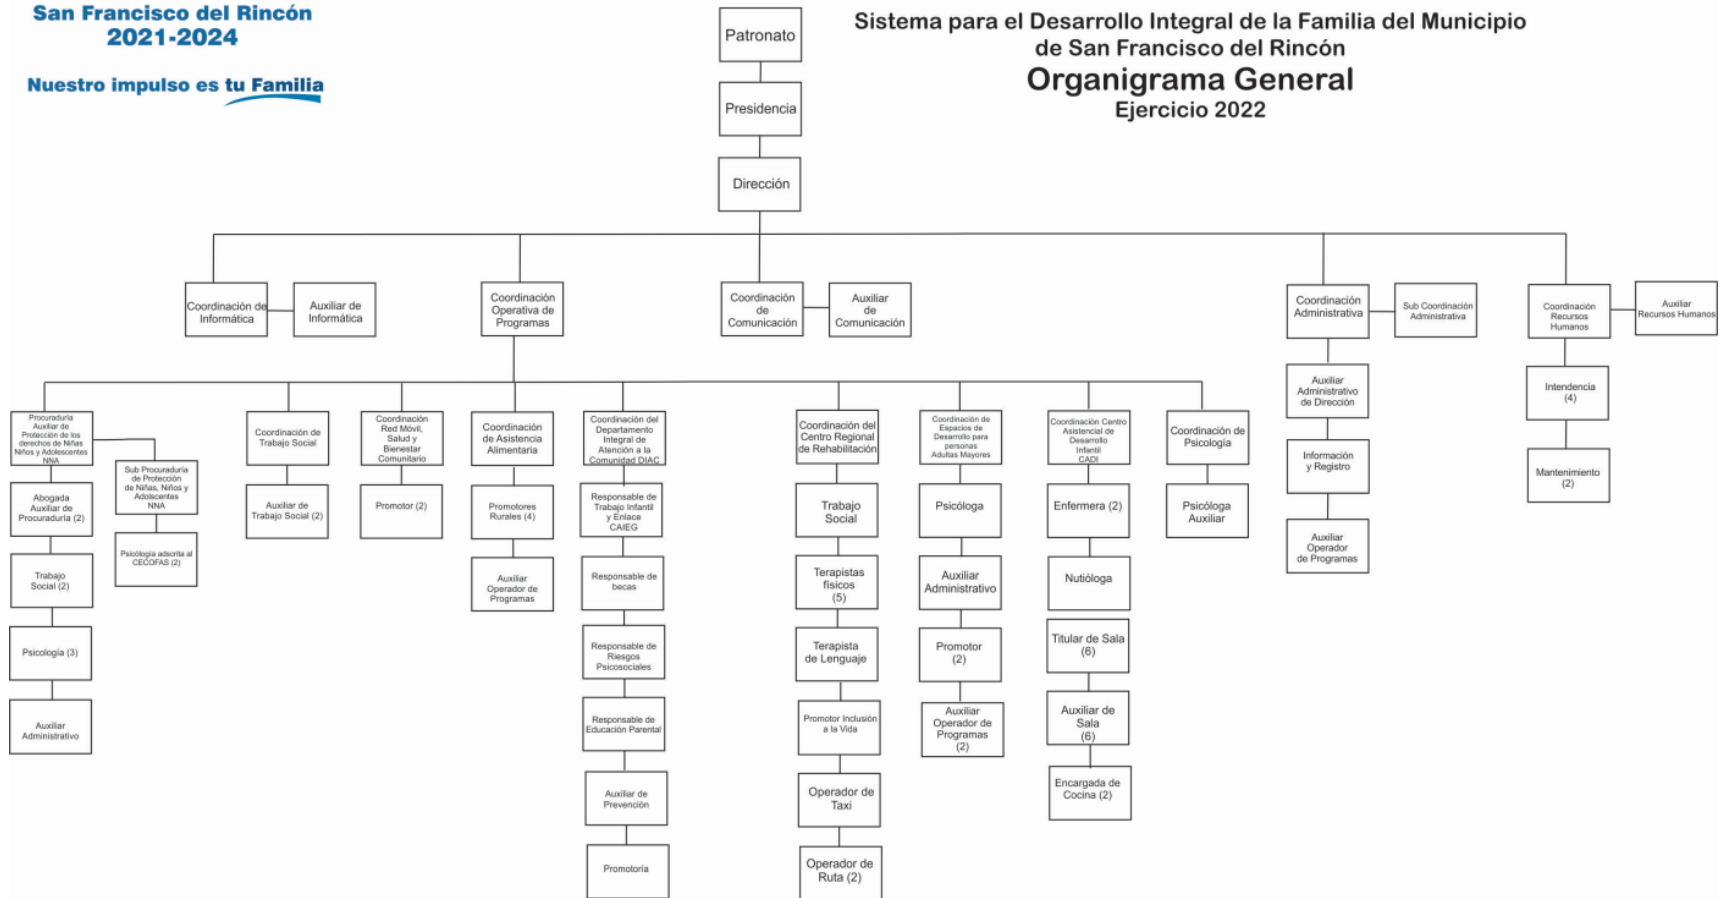 San Francisco del Rincón
2021-2024
Nuestro impulso es tu Familia
Sistema para el Desarrollo Integral de la Familia del Municipio
de San Francisco del Rincón
Organigrama General
Ejercicio 2022
Patronato
Presidencia
Dirección
Coordinación de
Informática
Auxiliar de
Informática
Coordinación
Operativa de
Programas
Coordinación
de
Comunicación
Auxiliar
de
Comunicación
Coordinación
Administrativa
Sub Coordinación
Administrativa
Coordinación
Recursos
Humanos
Auxiliar
Recursos Humanos
Auxiliar
Administrativo
de Dirección
Información
y Registro
Auxiliar
Operador
de Programas
Intendencia
(4)
Mantenimiento
(2)
Procuraduría
Auxiliar de
Protección de los
derechos de Niñas
Niños y Adolescentes
NNA
Sub Procuraduría
de Protección
de Niñas, Niños y
Adolscentes
NNA
Abogada
Auxiliar de
Procuraduría (2)
Psicólogía adscrita al
CECOFAS (2)
Trabajo
Social (2)
Psicología (3)
Auxiliar
Administrativo
Coordinación de
Trabajo Social
Auxiliar de
Trabajo Social (2)
Coordinación
Red Móvil,
Salud y
Bienestar
Comunitario
Promotor (2)
Coordinación
de Asistencia
Alimentaria
Promotores
Rurales (4)
Auxiliar
Operador de
Programas
Coordinación del
Departamento
Integral de
Atención a la
Comunidad DIAC
Responsable de
Trabajo Infantil
y Enlace
CAIEG
Responsable de
becas
Responsable de
Riesgos
Psicosociales
Responsable de
Educación Parental
Auxiliar de
Prevención
Promotoría
Coordinación del
Centro Regional
de Rehabilitación
Trabajo
Social
Terapistas
físicos
(5)
Terapista
de Lenguaje
Promotor Inclusión
a la Vida
Operador de
Taxi
Operador de
Ruta (2)
Coordinación de
Espacios de
Desarrollo para
personas
Adultas Mayores
Psicóloga
Auxiliar
Administrativo
Promotor
(2)
Auxiliar
Operador de
Programas
(2)
Coordinación Centro
Asistencial de
Desarrollo
Infantil
CADI
Enfermera (2)
Nutióloga
Titular de Sala
(6)
Auxiliar de
Sala
(6)
Encargada de
Cocina (2)
Coordinación de
Psicología
Psicóloga
Auxiliar